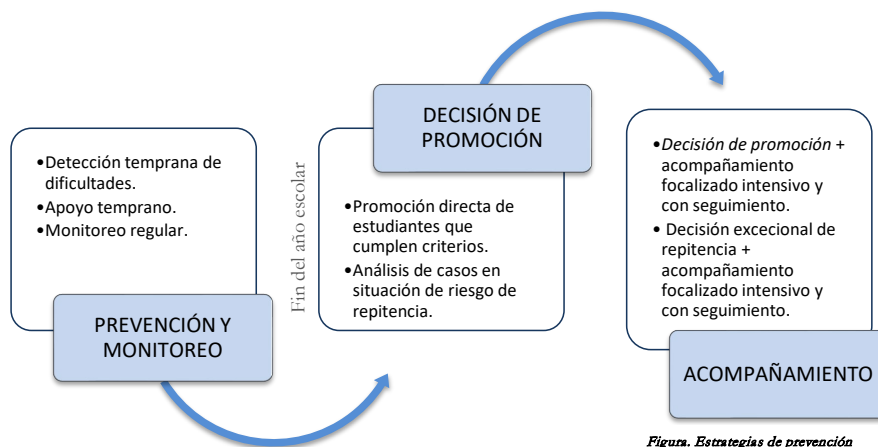 •Detección temprana de
dificultades.
•Apoyo temprano.
•Monitoreo regular.
PREVENCIÓN Y
MONITOREO
Fin del año escolar
DECISIÓN DE
PROMOCIÓN
•Promoción directa de
estudiantes que
cumplen criterios.
•Análisis de casos en
situación de riesgo de
repitencia.
•Decisión de promoción +
acompañamiento
focalizado intensivo y
con seguimiento.
• Decisión excecional de
repitencia +
acompañamiento
focalizado intensivo y
con seguimiento.
ACOMPAÑAMIENTO
Figura. Estrategias de prevención